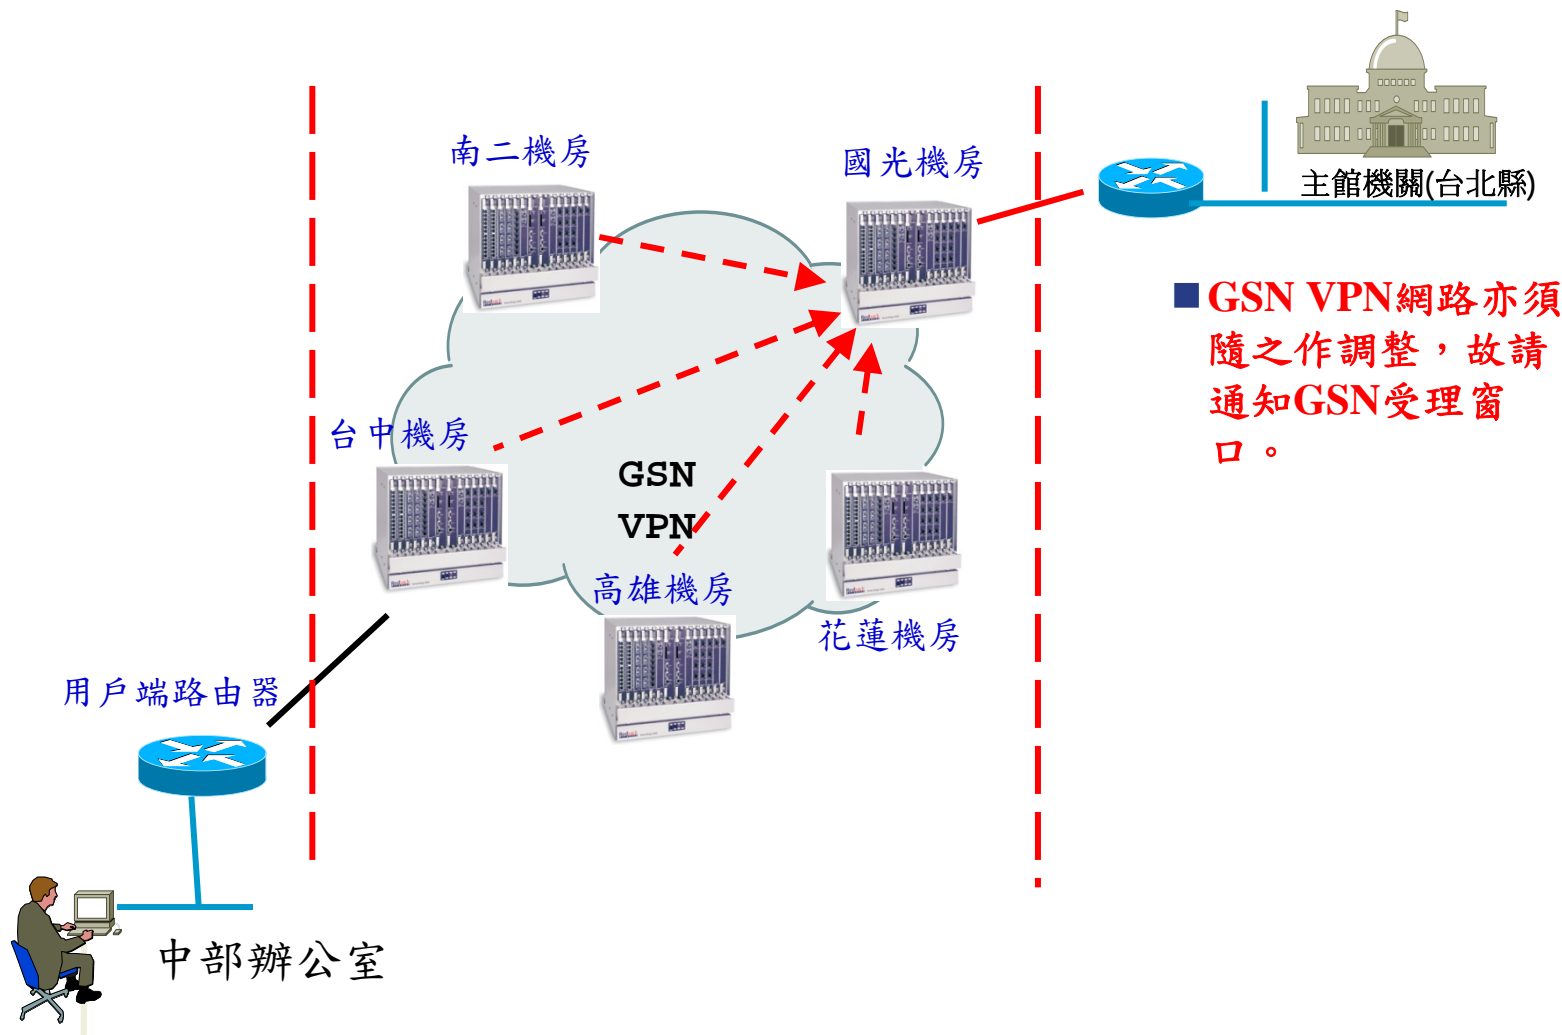 南二機房
國光機房
主館機關(台北縣)
GSN VPN網路亦須
隨之作調整，故請
通知GSN受理窗
口。
台中機房
GSN
VPN
高雄機房
花蓮機房
用戶端路由器
中部辦公室